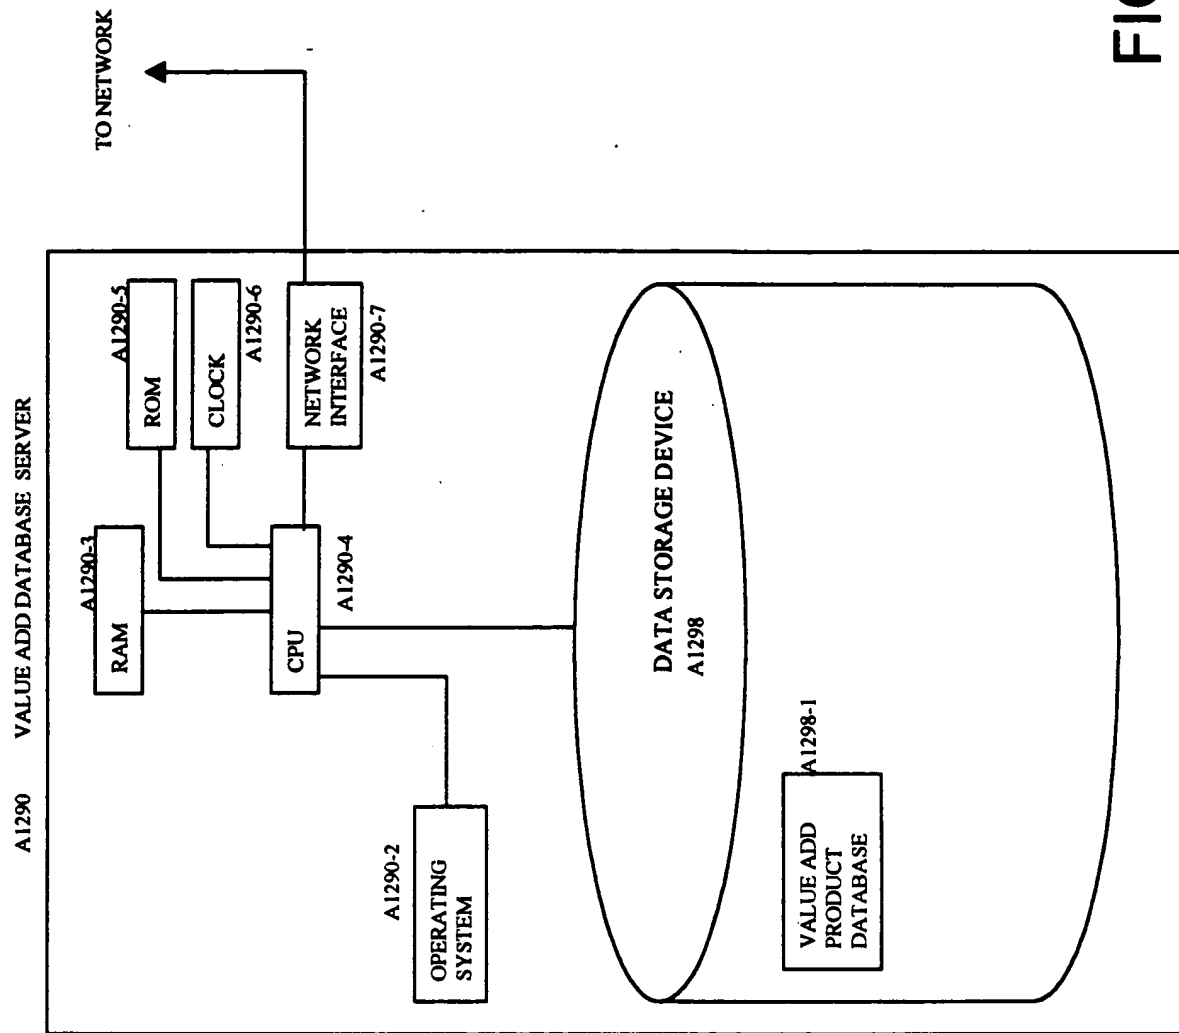 A1290 VALUE ADD DATABASE SERVER
TO NETWORK
A1290-3
RAM
A1290-5
ROM
CLOCK
A1290-6
CPU
A1290-4
NETWORK
INTERFACE
A1290-7
A1290-2
OPERATING
SYSTEM
DATA STORAGE DEVICE
A1298
A1298-1
VALUE ADD
PRODUCT
DATABASE